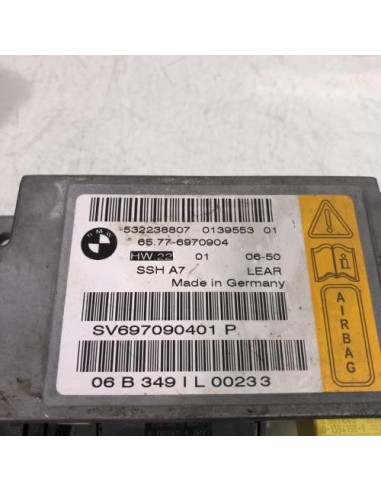 BMW
532238807 0139553 01
65.77-6970904
HW 22 01 06-50
SSH A7 LEAR
Made in Germany
SV697090401 P
06 B 349 I L 00233
AIRBAG